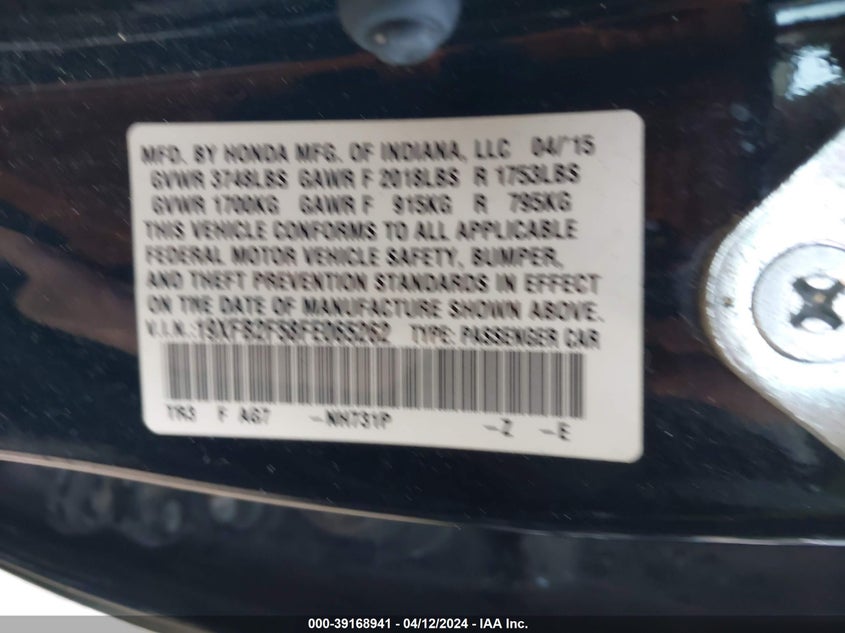 MFD. BY HONDA MFG. OF INDIANA, LLC 04/'15
GVWR 3748LBS GAWR F 2018LBS R 1753LBS
GVWR 1700KG GAWR F 915KG R 795KG
THIS VEHICLE CONFORMS TO ALL APPLICABLE
FEDERAL MOTOR VEHICLE SAFETY, BUMPER,
AND THEFT PREVENTION STANDARDS IN EFFECT
ON THE DATE OF MANUFACTURE SHOWN ABOVE.
V.I.N.:19XFB2F58FE065262 TYPE: PASSENGER CAR
TR3 F -NH731P -Z -E
000-39168941 - 04/12/2024 - IAA Inc.